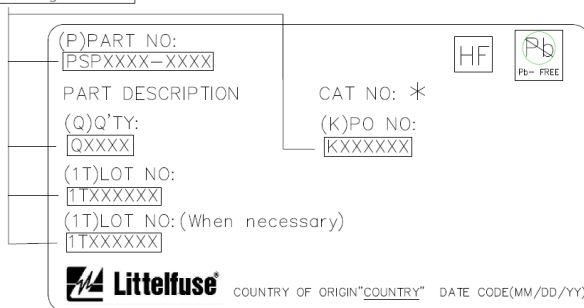 (P)PART NO:
PSPXXXX-XXXX
HF
Pb
Pb- FREE
PART DESCRIPTION
CAT NO: *
(Q)Q'TY:
QXXXX
(K)PO NO:
KXXXXXX
(1T)LOT NO:
1TXXXXXX
(1T)LOT NO:(When necessary)
1TXXXXXX
Littelfuse®
COUNTRY OF ORIGIN"COUNTRY" DATE CODE(MM/DD/YY)